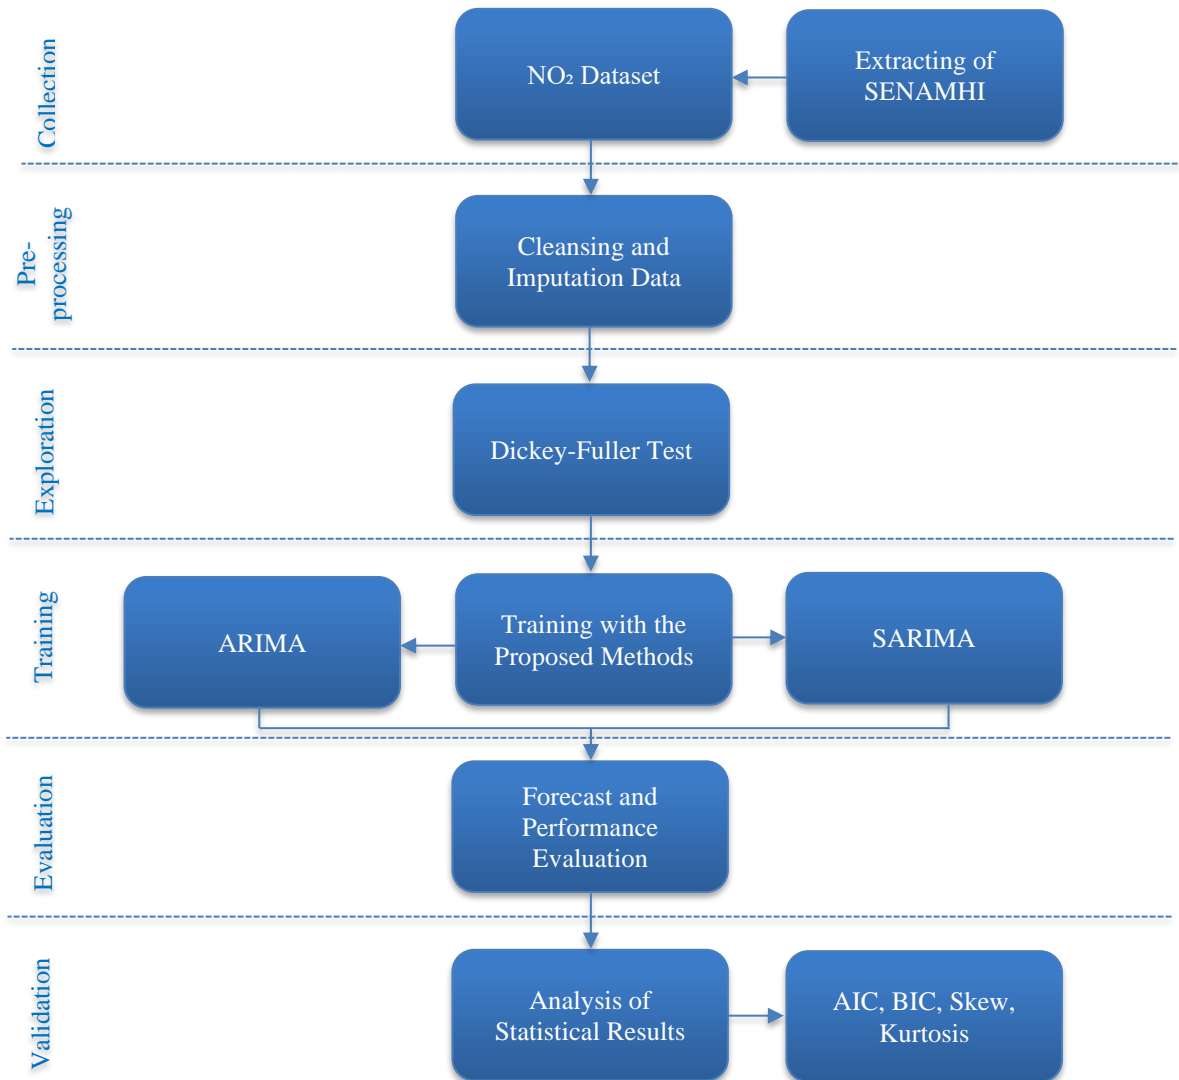 Collection
NO₂ Dataset
Extracting of
SENAMHI
Pre-
processing
Cleansing and
Imputation Data
Exploration
Dickey-Fuller Test
Training
ARIMA
Training with the
Proposed Methods
SARIMA
Evaluation
Forecast and
Performance
Evaluation
Validation
Analysis of
Statistical Results
AIC, BIC, Skew,
Kurtosis